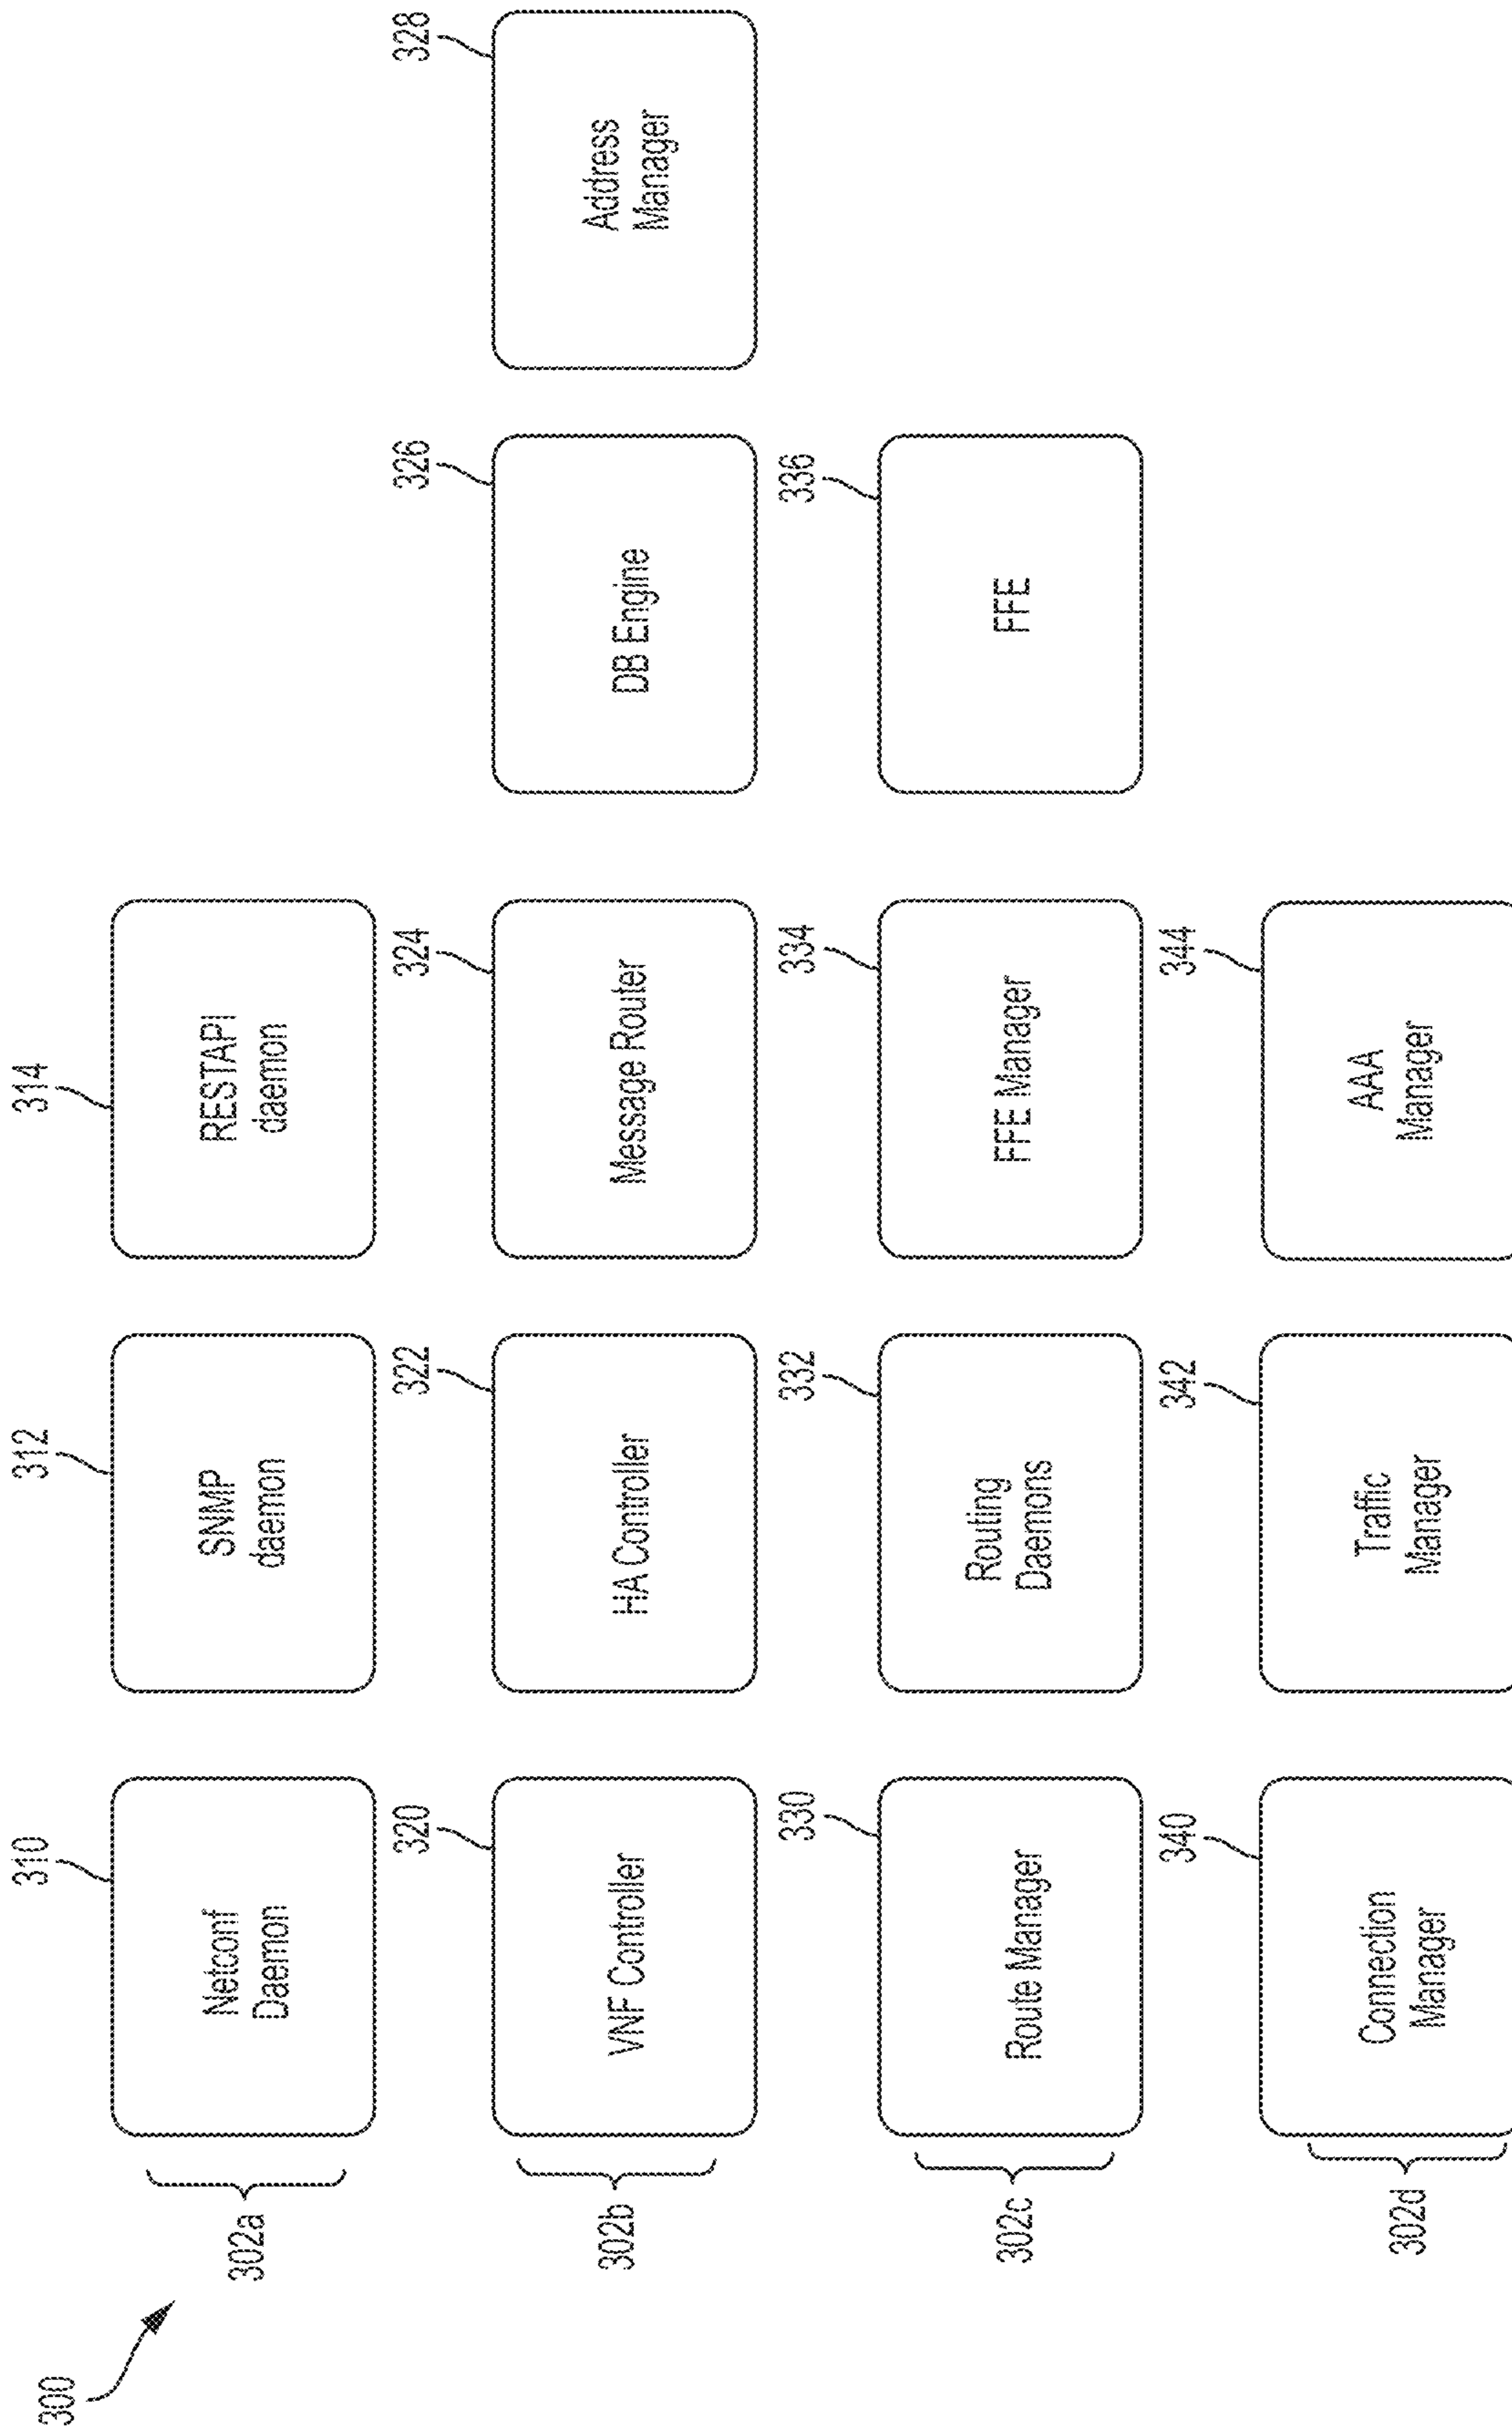 300
302a
310
Netconf
Daemon
312
SNMP
daemon
314
RESTAPI
daemon
302b
320
VNF Controller
322
HA Controller
324
Message Router
326
DB Engine
328
Address
Manager
302c
330
Route Manager
332
Routing
Daemons
334
FFE Manager
336
FFE
302d
340
Connection
Manager
342
Traffic
Manager
344
AAA
Manager